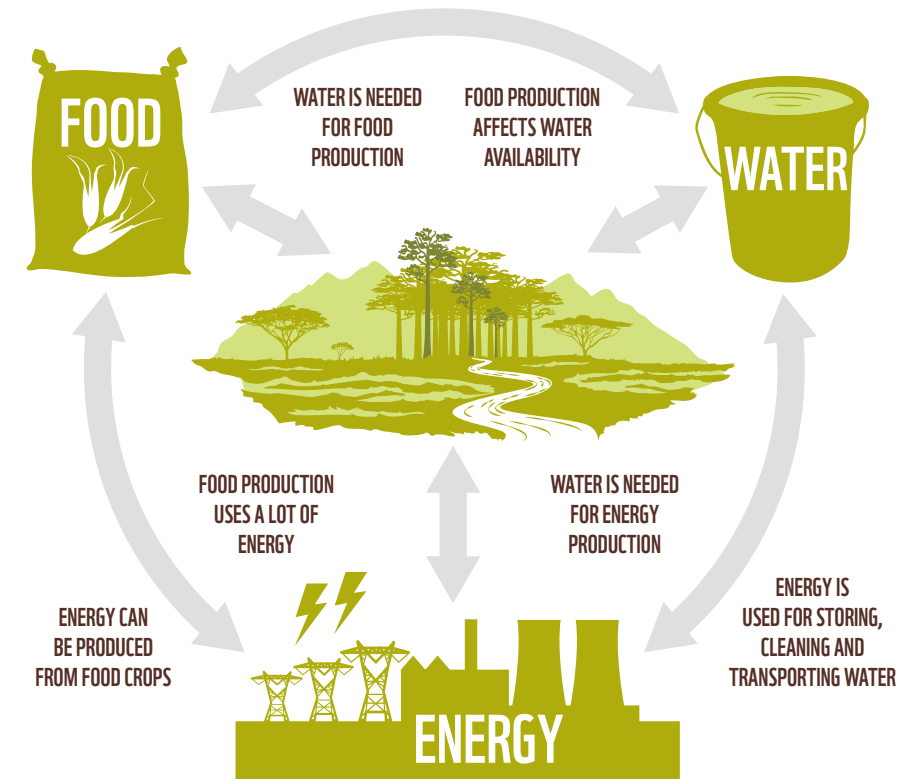 FOOD
WATER IS NEEDED
FOR FOOD
PRODUCTION
FOOD PRODUCTION
AFFECTS WATER
AVAILABILITY
WATER
FOOD PRODUCTION
USES A LOT OF
ENERGY
WATER IS NEEDED
FOR ENERGY
PRODUCTION
ENERGY CAN
BE PRODUCED
FROM FOOD CROPS
ENERGY IS
USED FOR STORING,
CLEANING AND
TRANSPORTING WATER
ENERGY